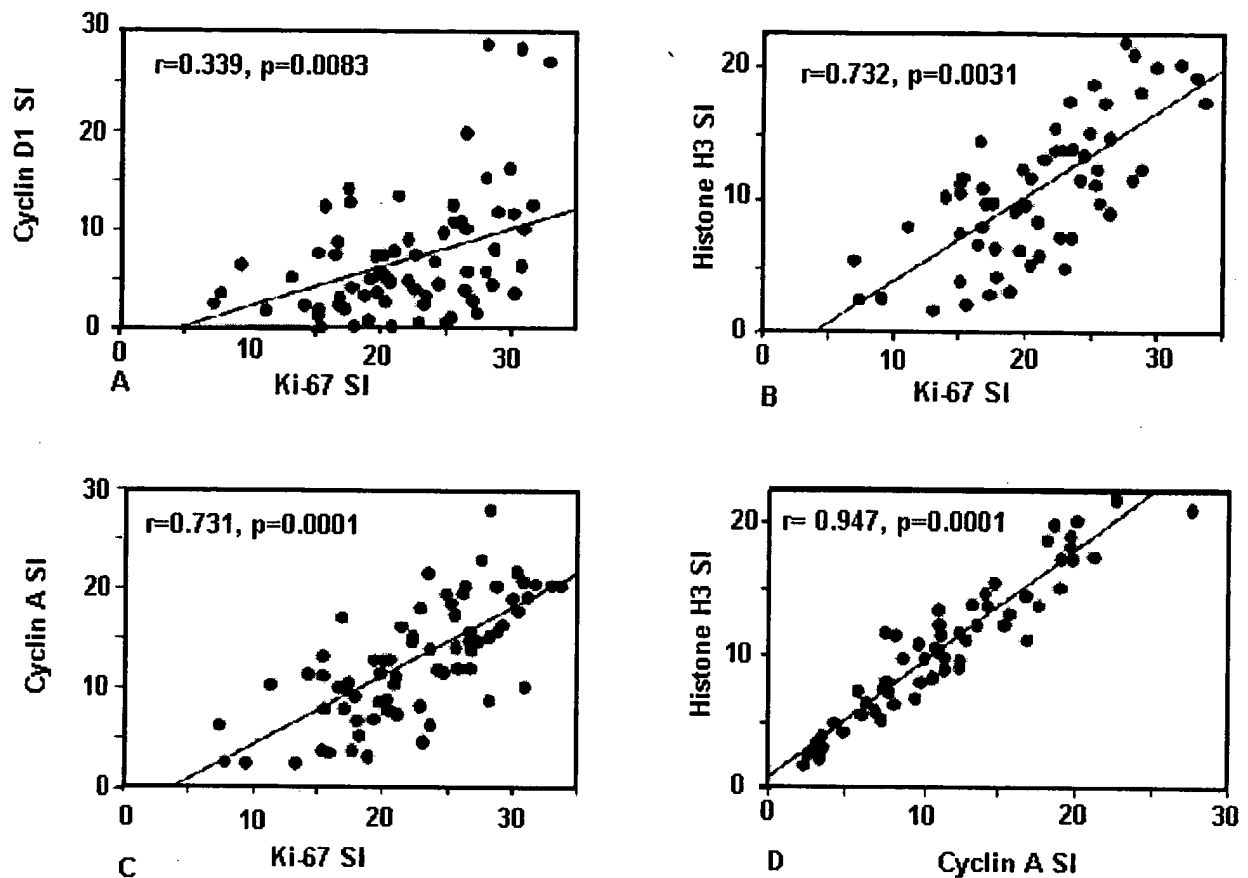 30
r=0.339, p=0.0083
Cyclin D1 SI
20
10
0
0 10 20 30
A
Ki-67 SI
20
r=0.732, p=0.0031
Histone H3 SI
10
0
0 10 20 30
B
Ki-67 SI
30
r=0.731, p=0.0001
Cyclin A SI
20
10
0
0 10 20 30
C
Ki-67 SI
20
r= 0.947, p=0.0001
Histone H3 SI
10
0
0 10 20 30
D
Cyclin A SI